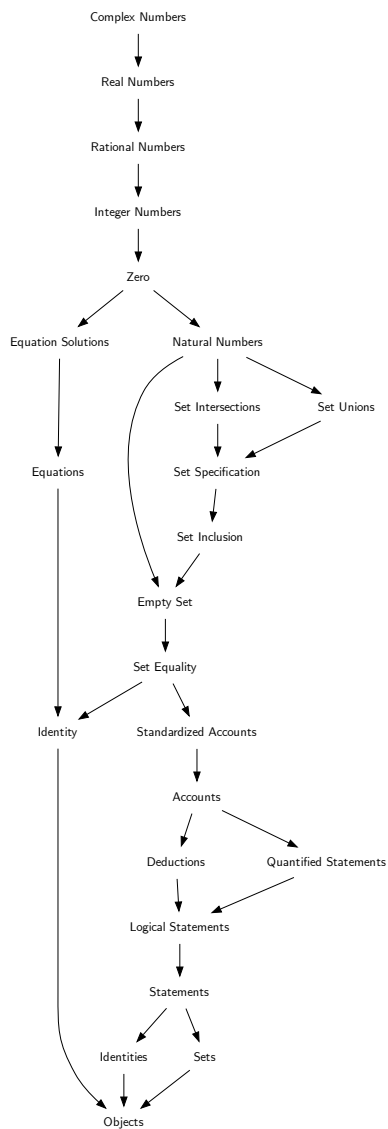 Complex Numbers
Real Numbers
Rational Numbers
Integer Numbers
Zero
Equation Solutions
Natural Numbers
Set Intersections
Set Unions
Equations
Set Specification
Set Inclusion
Empty Set
Set Equality
Identity
Standardized Accounts
Accounts
Deductions
Quantified Statements
Logical Statements
Statements
Identities
Sets
Objects